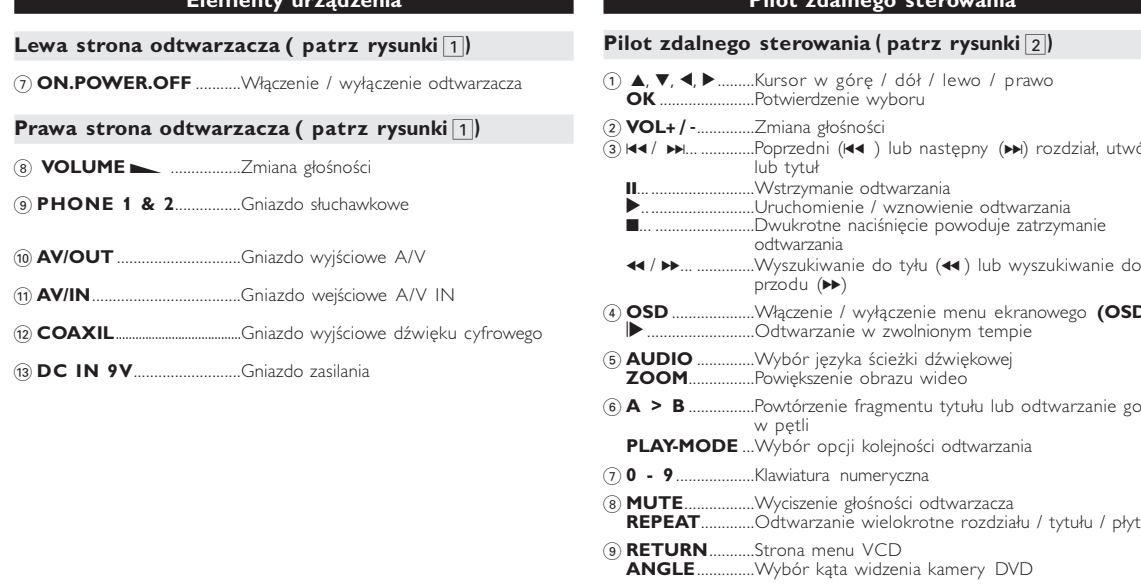 Elementy urządzenia
Lewa strona odtwarzacza ( patrz rysunki 1)
7 ON.POWER.OFF ...........Włączenie / wyłączenie odtwarzacza
Prawa strona odtwarzacza ( patrz rysunki 1)
8 VOLUME .................Zmiana głośności
9 PHONE 1 & 2................Gniazdo słuchawkowe
10 AV/OUT ..............................Gniazdo wyjściowe A/V
11 AV/IN....................................Gniazdo wejściowe A/V IN
12 COAXIL..........................................Gniazdo wyjściowe dźwięku cyfrowego
13 DC IN 9V..........................Gniazdo zasilania
Pilot zdalnego sterowania
Pilot zdalnego sterowania ( patrz rysunki 2)
1 ▲, ▼, ◀, ▶.........Kursor w górę / dół / lewo / prawo
OK .......................Potwierdzenie wyboru
2 VOL+ / -..............Zmiana głośności
3 |◀◀ / ▶▶|... .............Poprzedni (|◀◀ ) lub następny (▶▶|) rozdział, utwó
lub tytuł
II... .........................Wstrzymanie odtwarzania
▶.. .........................Uruchomienie / wznowienie odtwarzania
■... ........................Dwukrotne naciśnięcie powoduje zatrzymanie
odtwarzania
◀◀ / ▶▶... ..............Wyszukiwanie do tyłu (◀◀ ) lub wyszukiwanie do
przodu (▶▶)
4 OSD ....................Włączenie / wyłączenie menu ekranowego (OSD
|▶ ..........................Odtwarzanie w zwolnionym tempie
5 AUDIO ..............Wybór języka ścieżki dźwiękowej
ZOOM................Powiększenie obrazu wideo
6 A > B ................Powtórzenie fragmentu tytułu lub odtwarzanie go
w pętli
PLAY-MODE ...Wybór opcji kolejności odtwarzania
7 0 - 9...................Klawiatura numeryczna
8 MUTE.................Wyciszenie głośności odtwarzacza
REPEAT.............Odtwarzanie wielokrotne rozdziału / tytułu / płyt
9 RETURN...........Strona menu VCD
ANGLE..............Wybór kąta widzenia kamery DVD